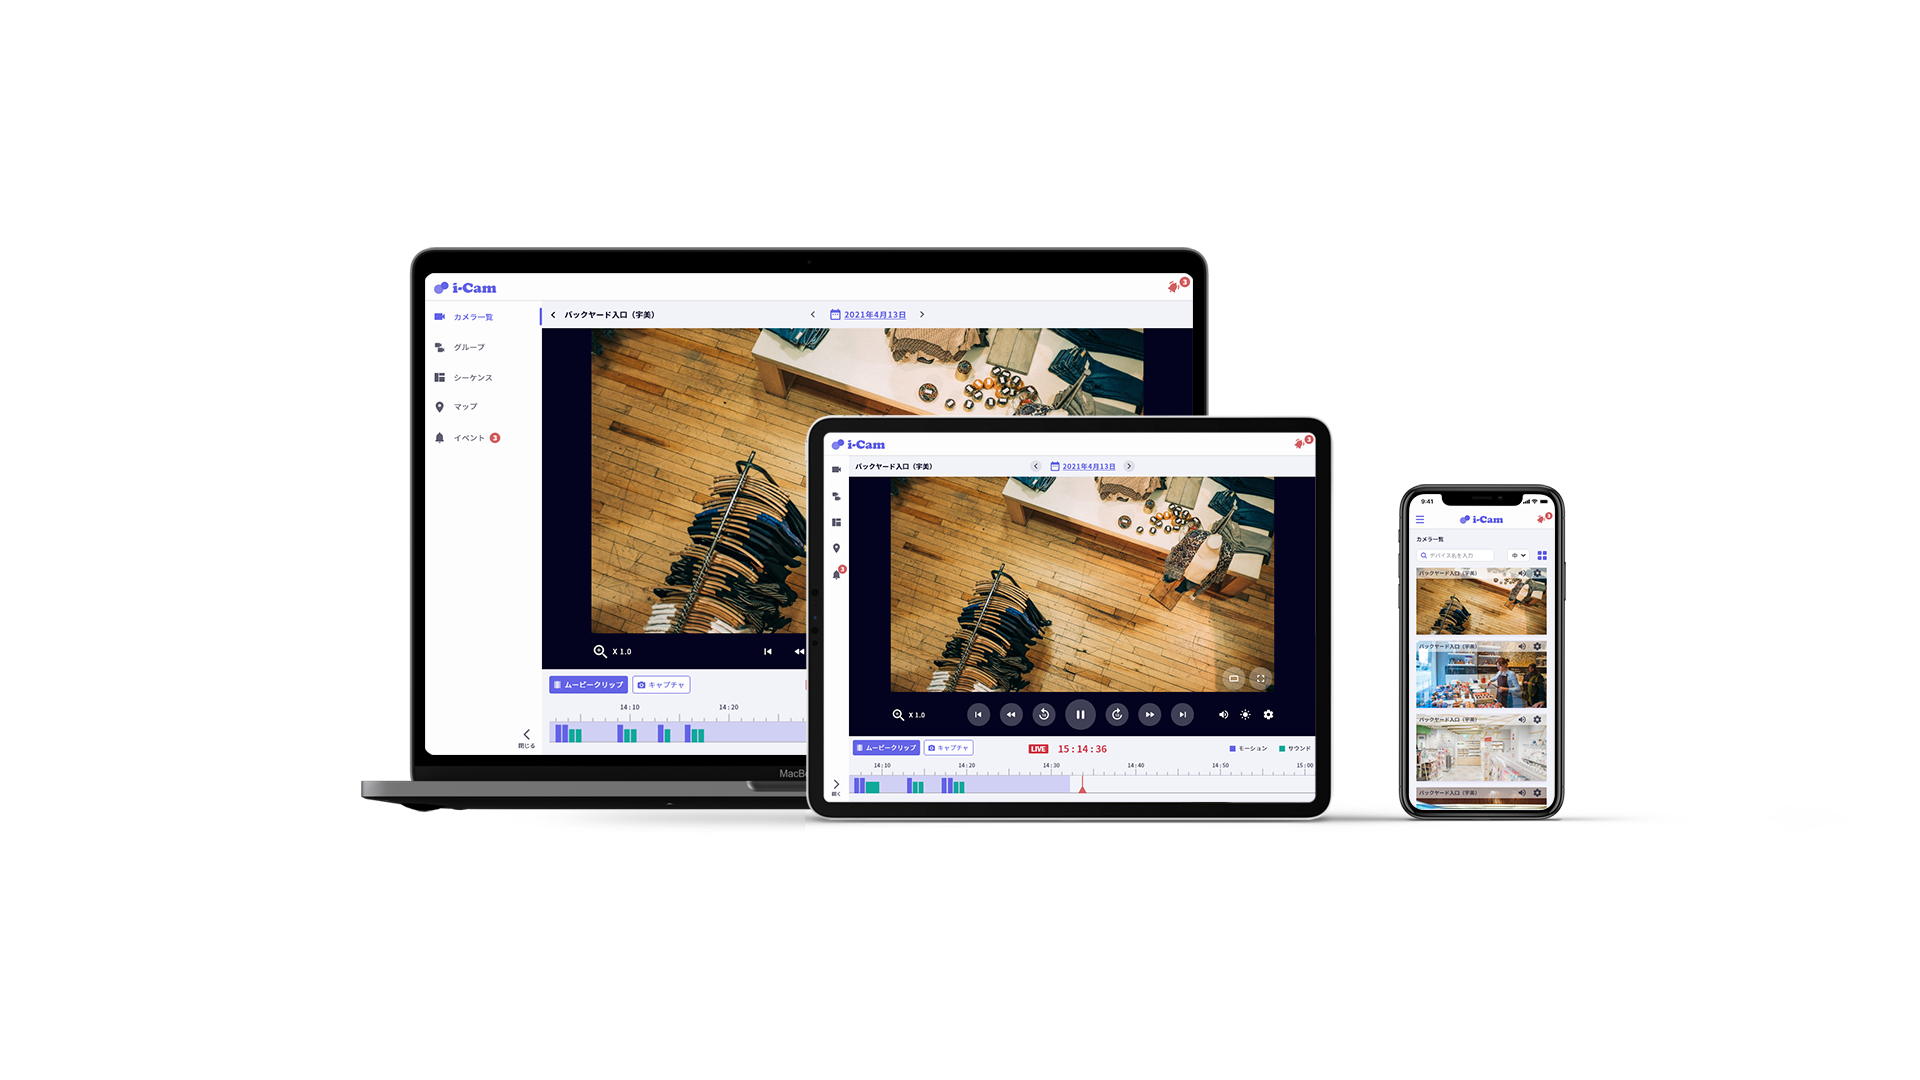 i-Cam
3
カメラ一覧
グループ
シーケンス
マップ
イベント 3
閉じる
バックヤード入口（宇美）
2021年4月13日
X 1.0
ムービークリップ
キャプチャ
14:10
14:20
i-Cam
3
バックヤード入口（宇美）
2021年4月13日
3
X 1.0
ムービークリップ
キャプチャ
LIVE 15:14:36
モーション
サウンド
14:10
14:20
14:30
14:40
14:50
15:00
開く
9:41
i-Cam
3
カメラ一覧
デバイス名を入力
中
バックヤード入口（宇美）
バックヤード入口（宇美）
バックヤード入口（宇美）
バックヤード入口（宇美）